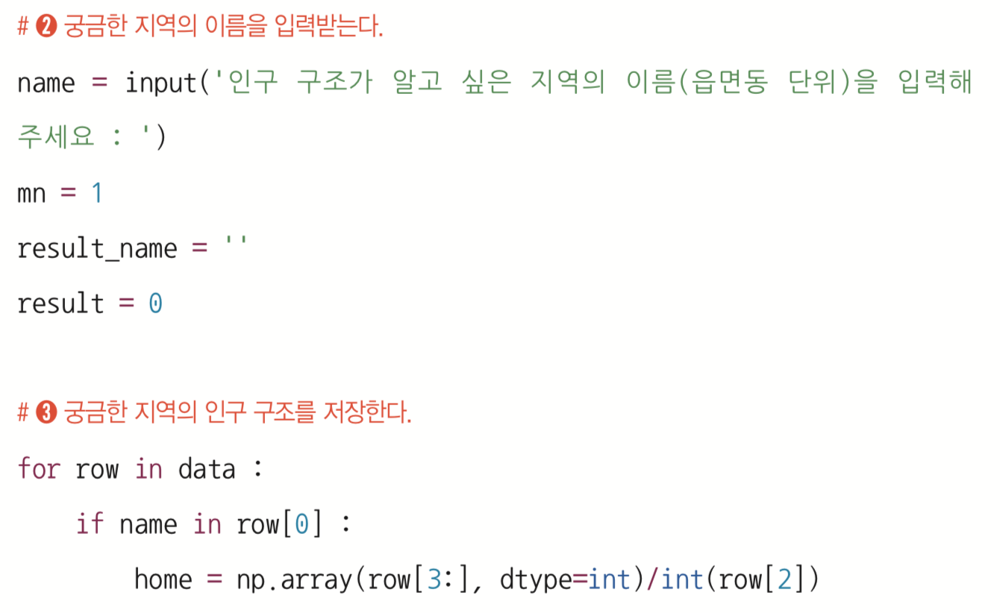 # ❷ 궁금한 지역의 이름을 입력받는다.
name = input('인구 구조가 알고 싶은 지역의 이름(읍면동 단위)을 입력해
주세요 : ')
mn = 1
result_name = ''
result = 0
# ❸ 궁금한 지역의 인구 구조를 저장한다.
for row in data :
    if name in row[0] :
        home = np.array(row[3:], dtype=int)/int(row[2])